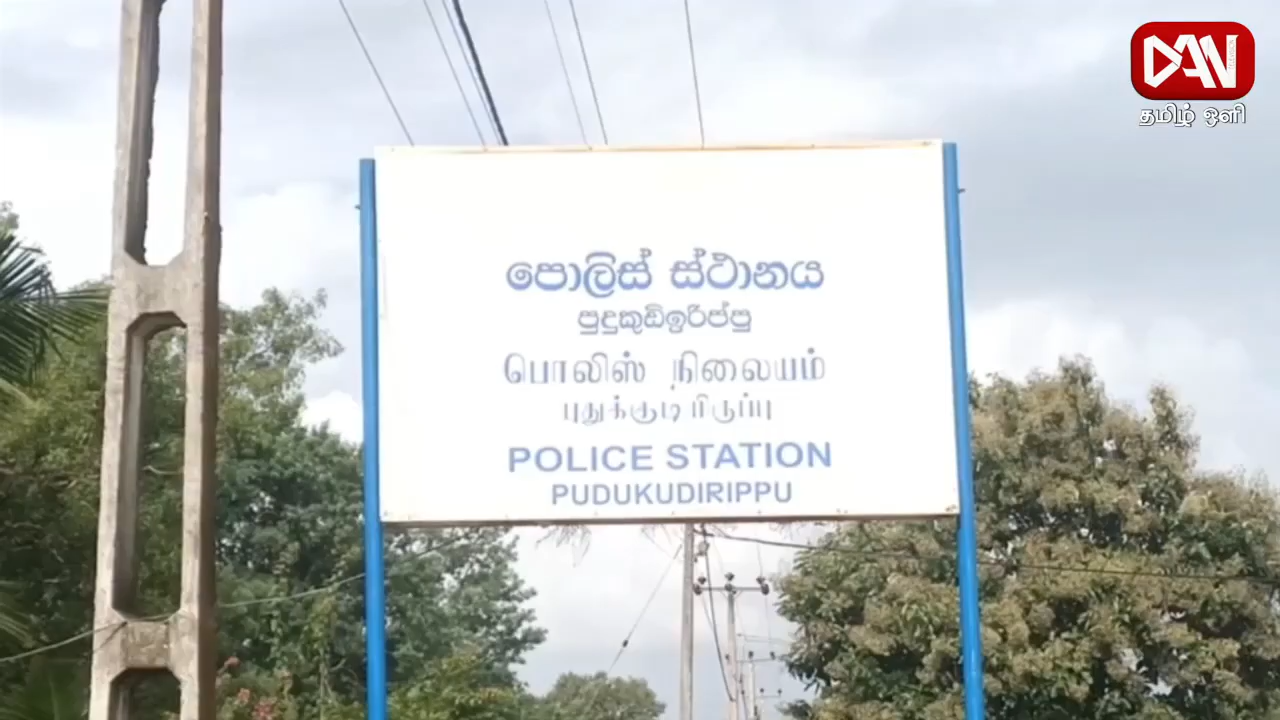 DAN
தமிழ் ஒளி
පොලිස් ස්ථානය
පුදුකුඩිඉරිප්පු
பொலிஸ் நிலையம்
புதுக்குடியிருப்பு
POLICE STATION
PUDUKUDIRIPPU